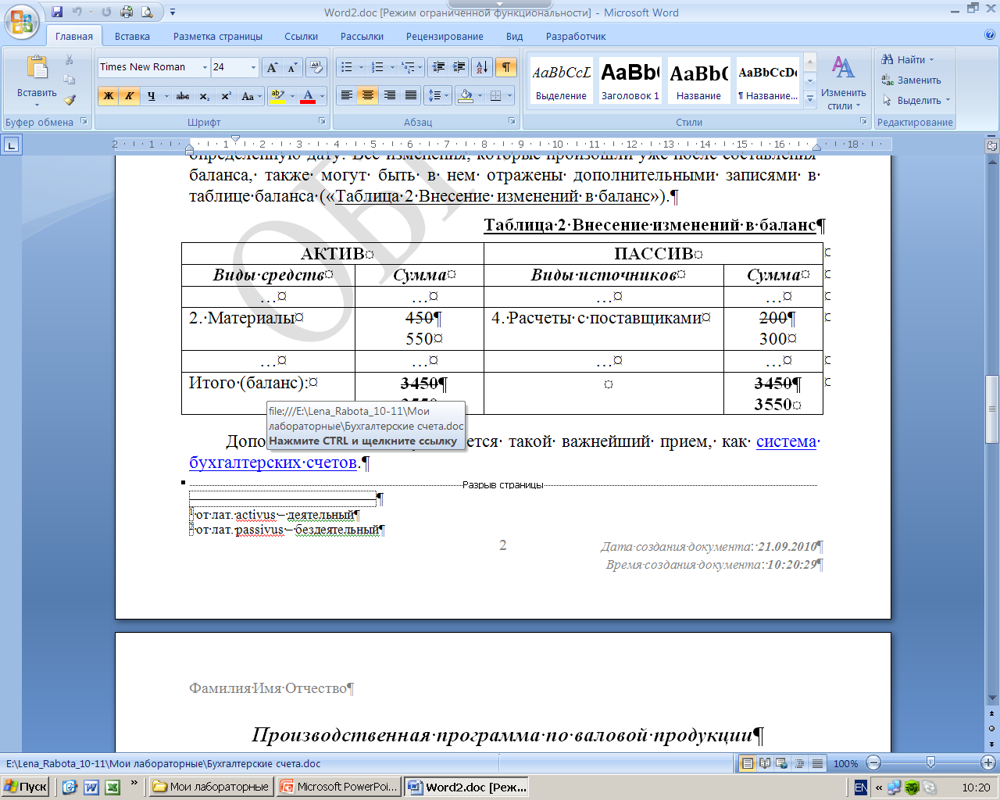 Word2.doc [Режим ограниченной функциональности] - Microsoft Word
Главная Вставка Разметка страницы Ссылки Рассылки Рецензирование Вид Разработчик
Times New Roman 24
Вставить
Ж К Ч abc x₂ x² Aa ab A
AaBbCcL AaBb( AaBb( AaBbCcD
Выделение Заголовок 1 Название ¶ Название...
Изменить стили
Найти
Заменить
Выделить
Буфер обмена Шрифт Абзац Стили Редактирование
2 1 1 2 3 4 5 6 7 8 9 10 11 12 13 14 15 16 18
определенную дату. Все изменения, которые произошли уже после составления
баланса,· также· могут· быть· в· нем· отражены· дополнительными· записями· в·
таблице·баланса·(«Таблица·2·Внесение· изменений· в·баланс»).¶
Таблица·2·Внесение·изменений·в·баланс¶
АКТИВ¤ ПАССИВ¤ ¤
Виды·средств¤ Сумма¤ Виды·источников¤ Сумма¤ ¤
…¤ …¤ …¤ …¤ ¤
2.·Материалы¤ 450¶ 4.·Расчеты·с·поставщиками¤ 200¶ ¤
550¤ 300¤
…¤ …¤ …¤ …¤ ¤
Итого·(баланс):¤ 3450¶ ¤ 3450¶ ¤
3550¤
file:///E:\Lena_Rabota_10-11\Мои
лабораторные\Бухгалтерские счета.doc
Нажмите CTRL и щелкните ссылку
ется· такой· важнейший· прием,· как· система·
бухгалтерских·счетов.¶
Разрыв страницы
¶
от·лат.·activus·–·деятельный¶
от·лат.·passivus·–·бездеятельный¶
2
Дата·создания·документа:·21.09.2010¶
Время·создания·документа:·10:20:29¶
Фамилия·Имя·Отчество¶
Производственная·программа·по·валовой·продукции¶
E:\Lena_Rabota_10-11\Мои лабораторные\Бухгалтерские счета.doc
100%
Пуск » Мои лабораторные Microsoft PowerPoi... Word2.doc [Реж... EN « 10:20